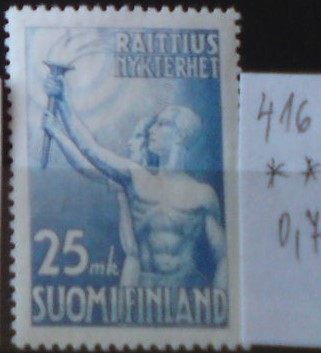 RAITTIUS
NYKTERHET
416
**
0,7
25 mk
SUOMI FINLAND